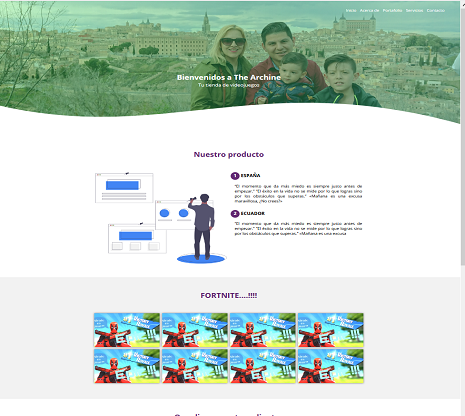 Inicio Acerca de Portafolio Servicios Contacto
Bienvenidos a The Archine
Tu tienda de videojuegos
Nuestro producto
1 ESPAÑA
"El momento que da más miedo es siempre justo antes de
empezar." "El éxito en la vida no se mide por lo que logras sino
por los obstáculos que superas." «Mañana es una excusa
maravillosa, ¿No crees?»
2 ECUADOR
"El momento que da más miedo es siempre justo antes de
empezar." "El éxito en la vida no se mide por lo que logras sino
por los obstáculos que superas." «Mañana es una excusa
FORTNITE....!!!!